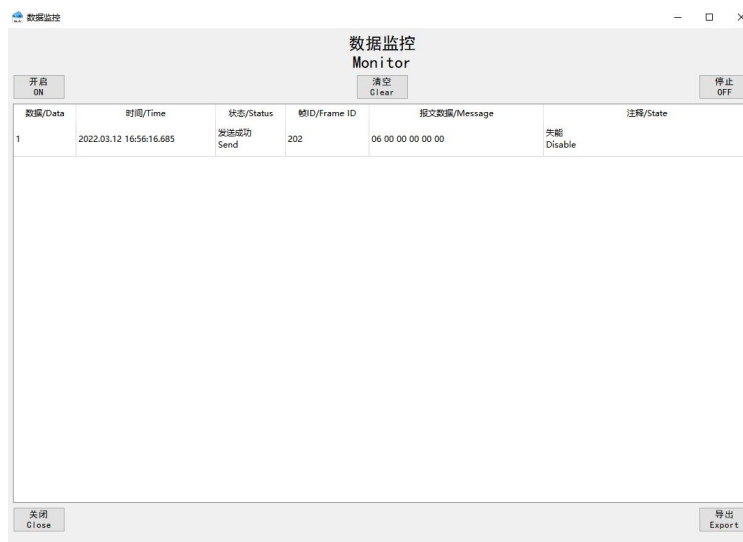 数据监控
数据监控
Monitor
开启
ON
清空
Clear
停止
OFF
数据/Data 时间/Time 状态/Status 帧ID/Frame ID 报文数据/Message 注释/State
1 2022.03.12 16:56:16.685 发送成功 202 06 00 00 00 00 00 失能
Send Disable
关闭
Close
导出
Export